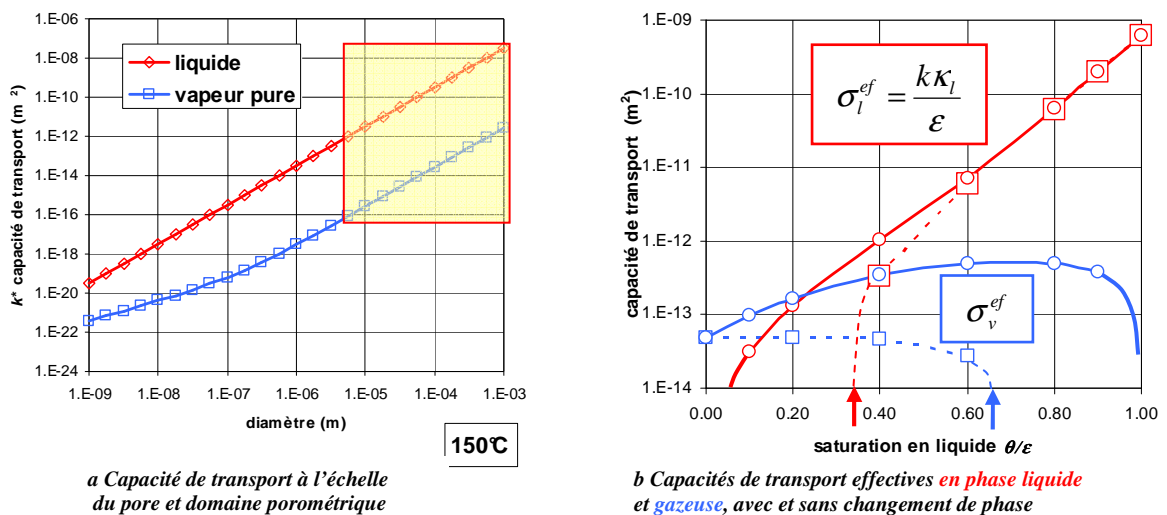 1.E-06
1.E-08
1.E-10
1.E-12
1.E-14
1.E-16
1.E-18
1.E-20
1.E-22
1.E-24
k* capacité de transport (m⁻²)
liquide
vapeur pure
1.E-09 1.E-08 1.E-07 1.E-06 1.E-05 1.E-04 1.E-03
diamètre (m)
150°C
a Capacité de transport à l'échelle
du pore et domaine porométrique
1.E-09
1.E-10
1.E-11
1.E-12
1.E-13
1.E-14
capacité de transport (m²)
σ_l^{ef} = kκ_l / ε
σ_v^{ef}
0.00 0.20 0.40 0.60 0.80 1.00
saturation en liquide θ/ε
b Capacités de transport effectives en phase liquide
et gazeuse, avec et sans changement de phase